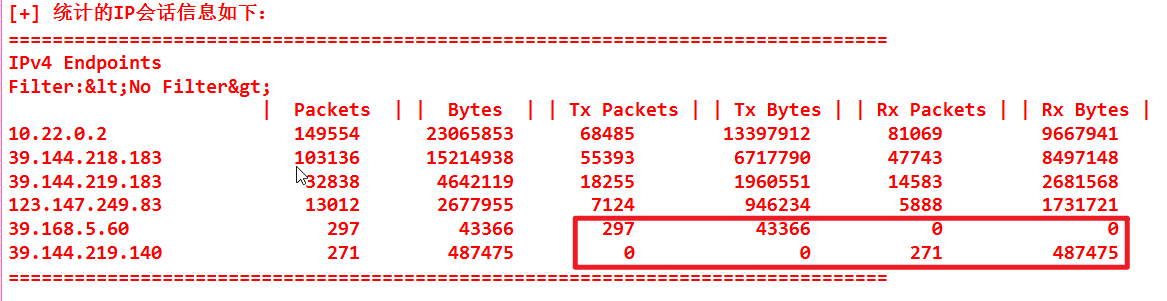 [+] 统计的IP会话信息如下：
================================================================================
IPv4 Endpoints
Filter:&lt;No Filter&gt;
| Packets | | Bytes | | Tx Packets | | Tx Bytes | | Rx Packets | | Rx Bytes |
10.22.0.2 149554 23065853 68485 13397912 81069 9667941
39.144.218.183 103136 15214938 55393 6717790 47743 8497148
39.144.219.183 32838 4642119 18255 1960551 14583 2681568
123.147.249.83 13012 2677955 7124 946234 5888 1731721
39.168.5.60 297 43366 297 43366 0 0
39.144.219.140 271 487475 0 0 271 487475
================================================================================